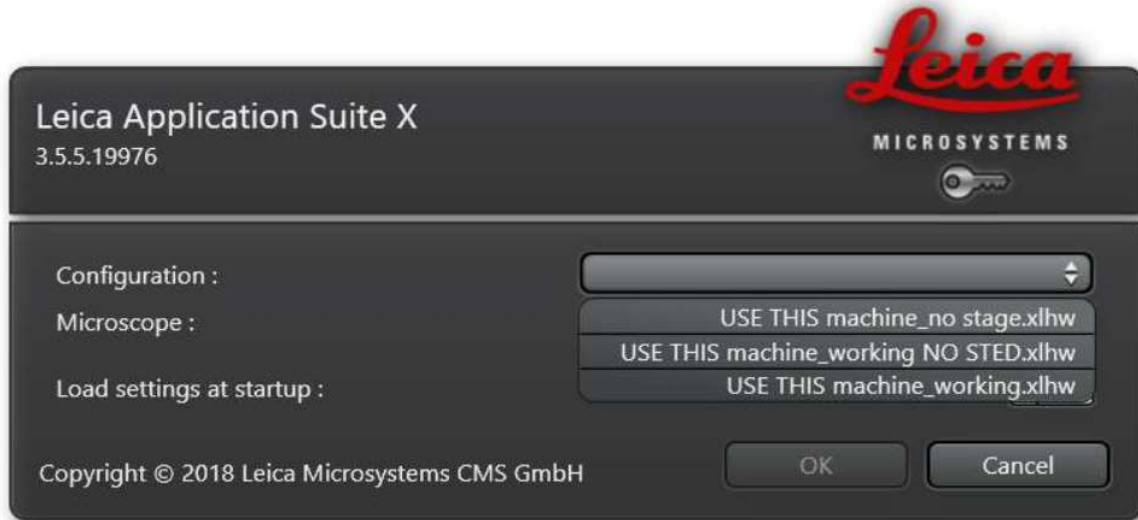 Leica
MICROSYSTEMS
Leica Application Suite X
3.5.5.19976
Configuration :
USE THIS machine_no stage.xlhw
Microscope :
USE THIS machine_working NO STED.xlhw
USE THIS machine_working.xlhw
Load settings at startup :
OK
Cancel
Copyright © 2018 Leica Microsystems CMS GmbH